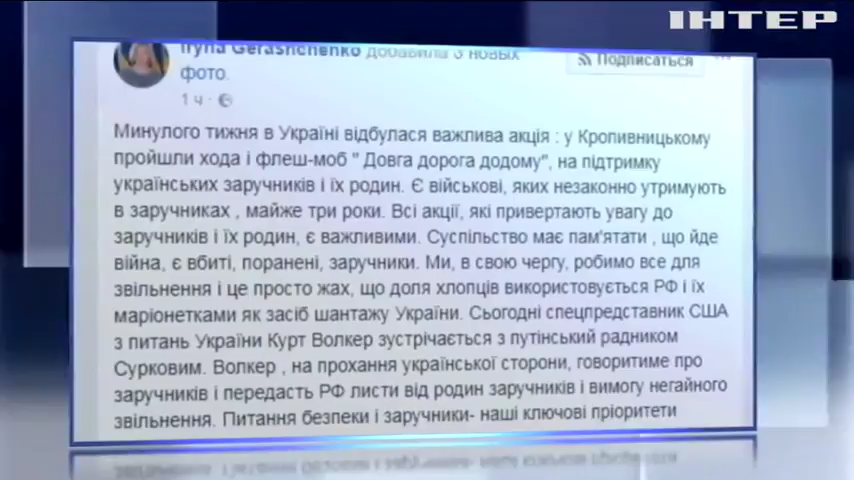 ІНТЕР
Iryna Gerashchenko добавила 3 новых
фото.
Подписаться
1 ч ·
Минулого тижня в Україні відбулася важлива акція : у Кропивницькому
пройшли хода і флеш-моб " Довга дорога додому", на підтримку
українських заручників і їх родин. Є військові, яких незаконно утримують
в заручниках , майже три роки. Всі акції, які привертають увагу до
заручників і їх родин, є важливими. Суспільство має пам'ятати , що йде
війна, є вбиті, поранені, заручники. Ми, в свою чергу, робимо все для
звільнення і це просто жах, що доля хлопців використовується РФ і їх
маріонетками як засіб шантажу України. Сьогодні спецпредставник США
з питань України Курт Волкер зустрічається з путінський радником
Сурковим. Волкер , на прохання української сторони, говоритиме про
заручників і передасть РФ листи від родин заручників і вимогу негайного
звільнення. Питання безпеки і заручники- наші ключові пріоритети